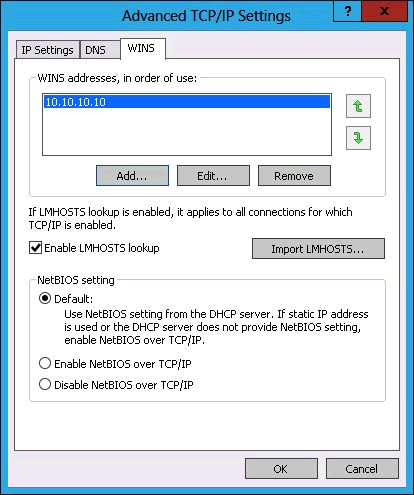 Advanced TCP/IP Settings
? X
IP Settings DNS WINS
WINS addresses, in order of use:
10.10.10.10
Add... Edit... Remove
If LMHOSTS lookup is enabled, it applies to all connections for which
TCP/IP is enabled.
Enable LMHOSTS lookup
Import LMHOSTS...
NetBIOS setting
Default:
Use NetBIOS setting from the DHCP server. If static IP address
is used or the DHCP server does not provide NetBIOS setting,
enable NetBIOS over TCP/IP.
Enable NetBIOS over TCP/IP
Disable NetBIOS over TCP/IP
OK Cancel